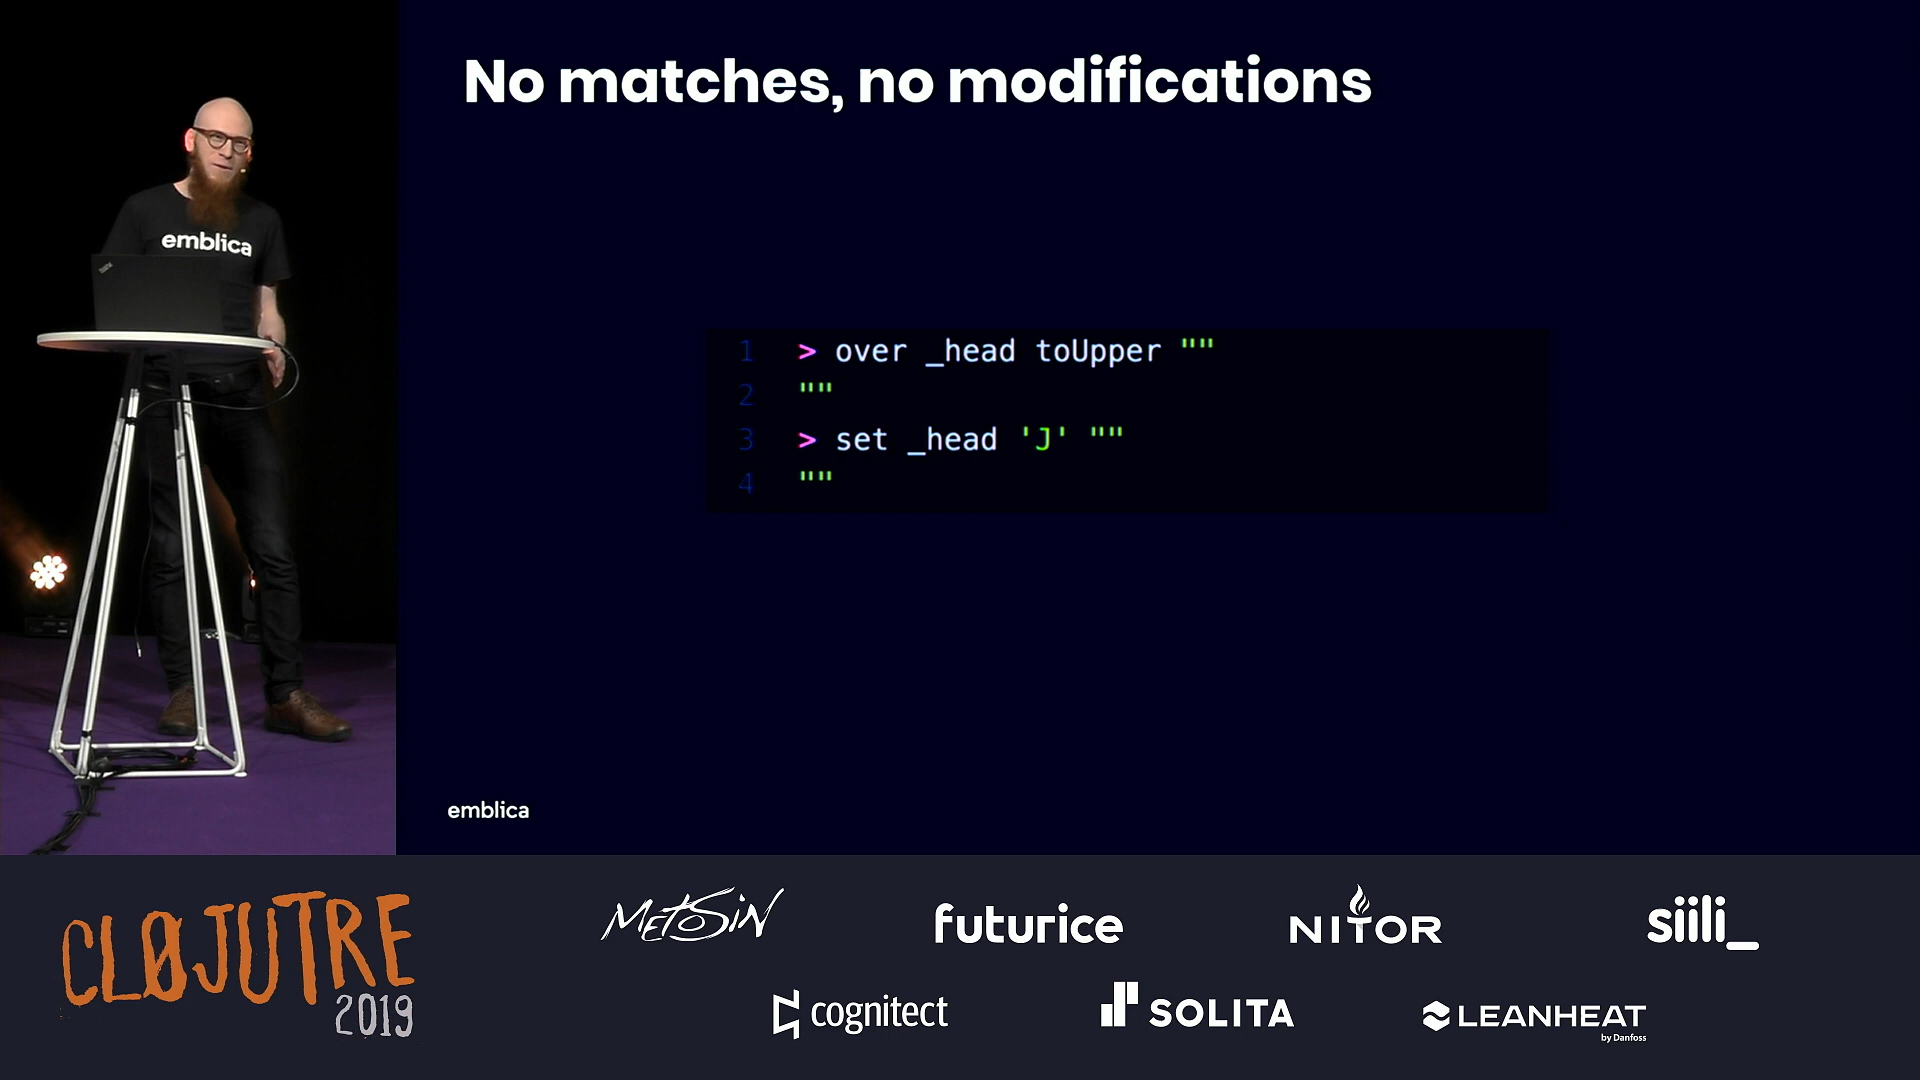 No matches, no modifications
emblica
1 > over _head toUpper ""
2 ""
3 > set _head 'J' ""
4 ""
emblica
CLØJUTRE
2019
METOSIN
futurice
NITOR
siili_
cognitect
SOLITA
LEANHEAT
by Danfoss